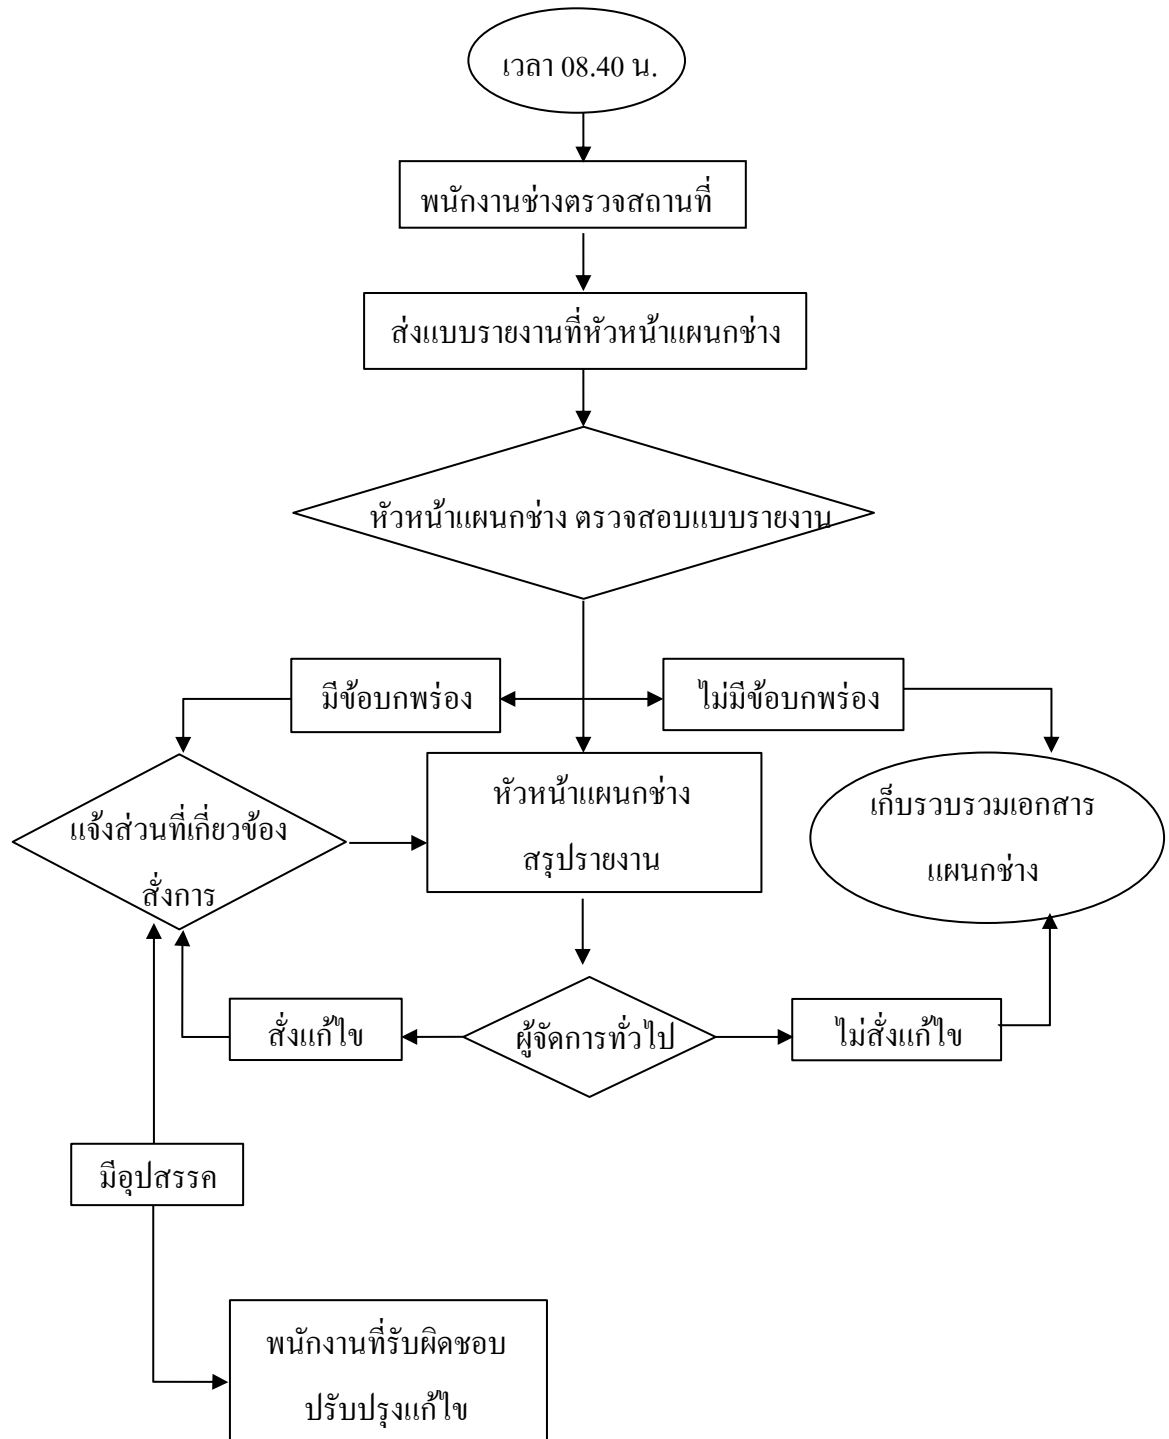 เวลา 08.40 น.
พนักงานช่างตรวจสถานที่
ส่งแบบรายงานที่หัวหน้าแผนกช่าง
หัวหน้าแผนกช่าง ตรวจสอบแบบรายงาน
มีข้อบกพร่อง
ไม่มีข้อบกพร่อง
แจ้งส่วนที่เกี่ยวข้อง
สั่งการ
หัวหน้าแผนกช่าง
สรุปรายงาน
เก็บรวบรวมเอกสาร
แผนกช่าง
สั่งแก้ไข
ผู้จัดการทั่วไป
ไม่สั่งแก้ไข
มีอุปสรรค
พนักงานที่รับผิดชอบ
ปรับปรุงแก้ไข